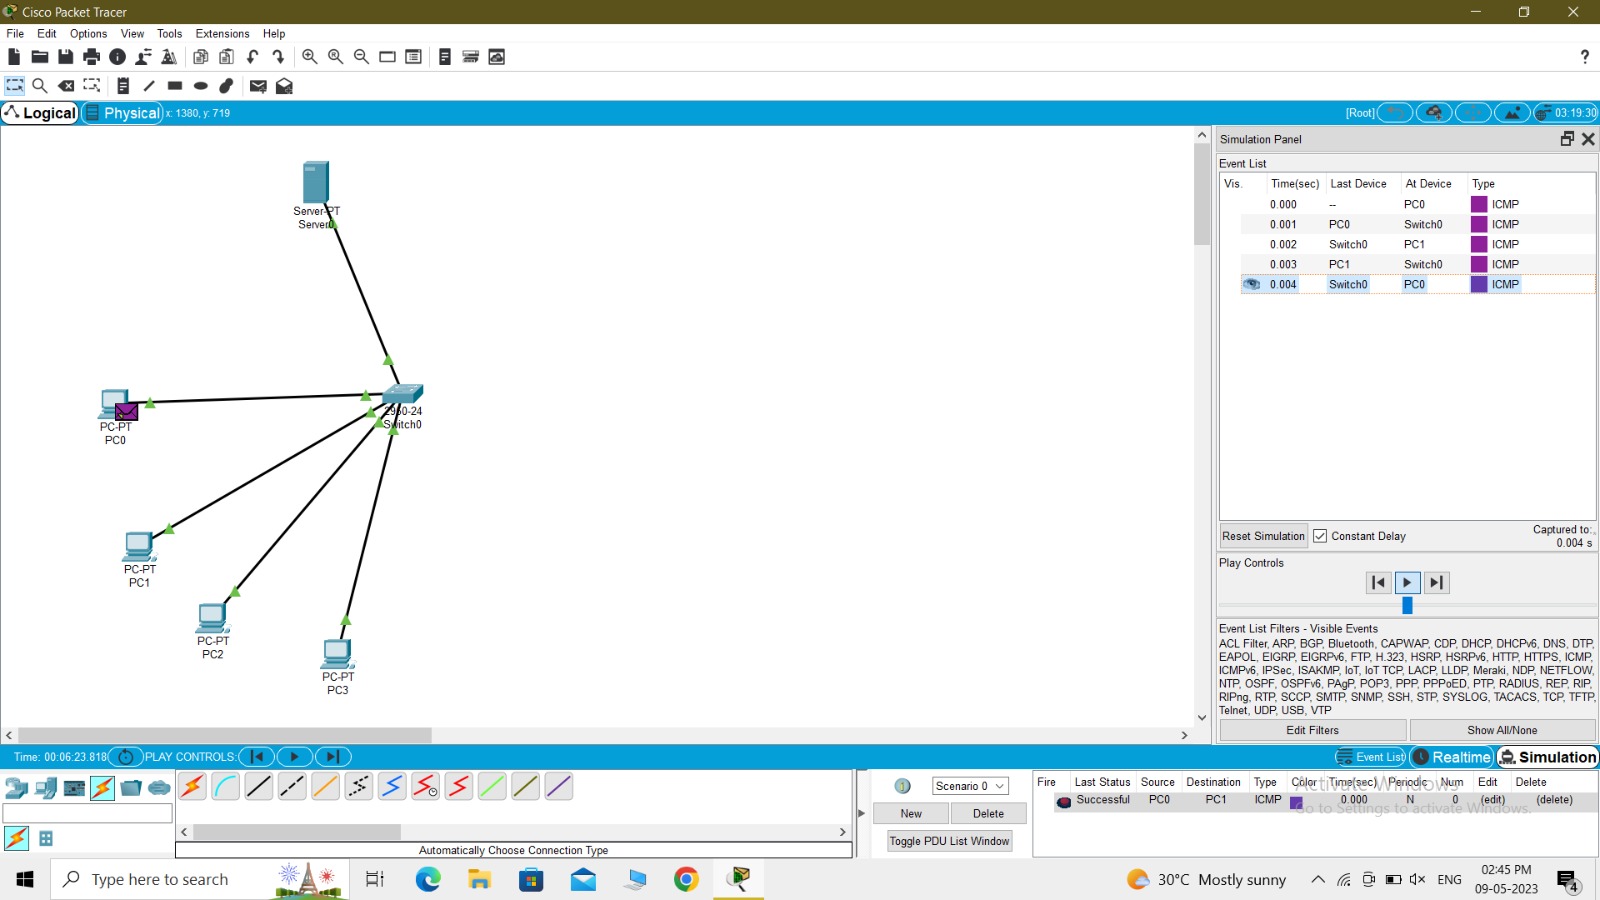 Cisco Packet Tracer
File Edit Options View Tools Extensions Help
?
Logical Physical x: 1380, y: 719 [Root] 03:19:30
Server-PT
Server0
2950-24
Switch0
PC-PT
PC0
PC-PT
PC1
PC-PT
PC2
PC-PT
PC3
Simulation Panel
Event List
Vis. Time(sec) Last Device At Device Type
0.000 -- PC0 ICMP
0.001 PC0 Switch0 ICMP
0.002 Switch0 PC1 ICMP
0.003 PC1 Switch0 ICMP
0.004 Switch0 PC0 ICMP
Reset Simulation Constant Delay Captured to:
0.004 s
Play Controls
Event List Filters - Visible Events
ACL Filter, ARP, BGP, Bluetooth, CAPWAP, CDP, DHCP, DHCPv6, DNS, DTP,
EAPOL, EIGRP, EIGRPv6, FTP, H.323, HSRP, HSRPv6, HTTP, HTTPS, ICMP,
ICMPv6, IPSec, ISAKMP, IoT, IoT TCP, LACP, LLDP, Meraki, NDP, NETFLOW,
NTP, OSPF, OSPFv6, PAgP, POP3, PPP, PPPoED, PTP, RADIUS, REP, RIP,
RIPng, RTP, SCCP, SMTP, SNMP, SSH, STP, SYSLOG, TACACS, TCP, TFTP,
Telnet, UDP, USB, VTP
Edit Filters Show All/None
Time: 00:06:23.818 PLAY CONTROLS: Event List Realtime Simulation
Scenario 0
New Delete
Toggle PDU List Window
Fire Last Status Source Destination Type Color Time(sec) Periodic Num Edit Delete
Successful PC0 PC1 ICMP 0.000 N 0 (edit) (delete)
Activate Windows
Go to Settings to activate Windows.
Automatically Choose Connection Type
Type here to search
30°C Mostly sunny
ENG
02:45 PM
09-05-2023
4